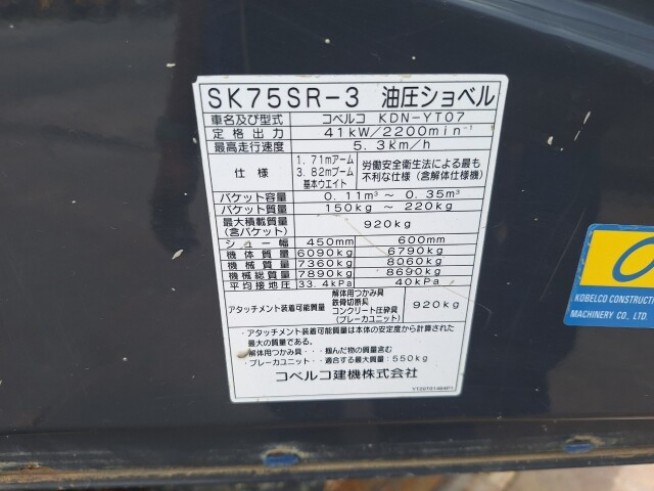 SK75SR-3 油圧ショベル
車名及び型式 コベルコ KDN-YT07
定格出力 41kW/2200min⁻¹
最高走行速度 5.3km/h
仕様 1.71mアーム 3.82mブーム 基本ウエイト 労働安全衛生法による最も不利な仕様(含解体仕様機)
バケット容量 0.11m³~0.35m³
バケット質量 150kg~220kg
最大積載質量(含バケット) 920kg
シュー幅 450mm 600mm
機体質量 6090kg 6790kg
機械質量 7360kg 8060kg
機械総質量 7890kg 8690kg
平均接地圧 33.4kPa 40kPa
アタッチメント装着可能質量 解体用つかみ具 鉄骨切断具 コンクリート圧砕具 (ブレーカユニット) 920kg
・アタッチメント装着可能質量は本体の安定度から計算された
最大の質量である。
・解体用つかみ具・・・掴んだ物の質量含む
・ブレーカユニット・・適合する最大質量:550kg
コベルコ建機株式会社
KOBELCO CONSTRUCTION
MACHINERY CO., LTD.